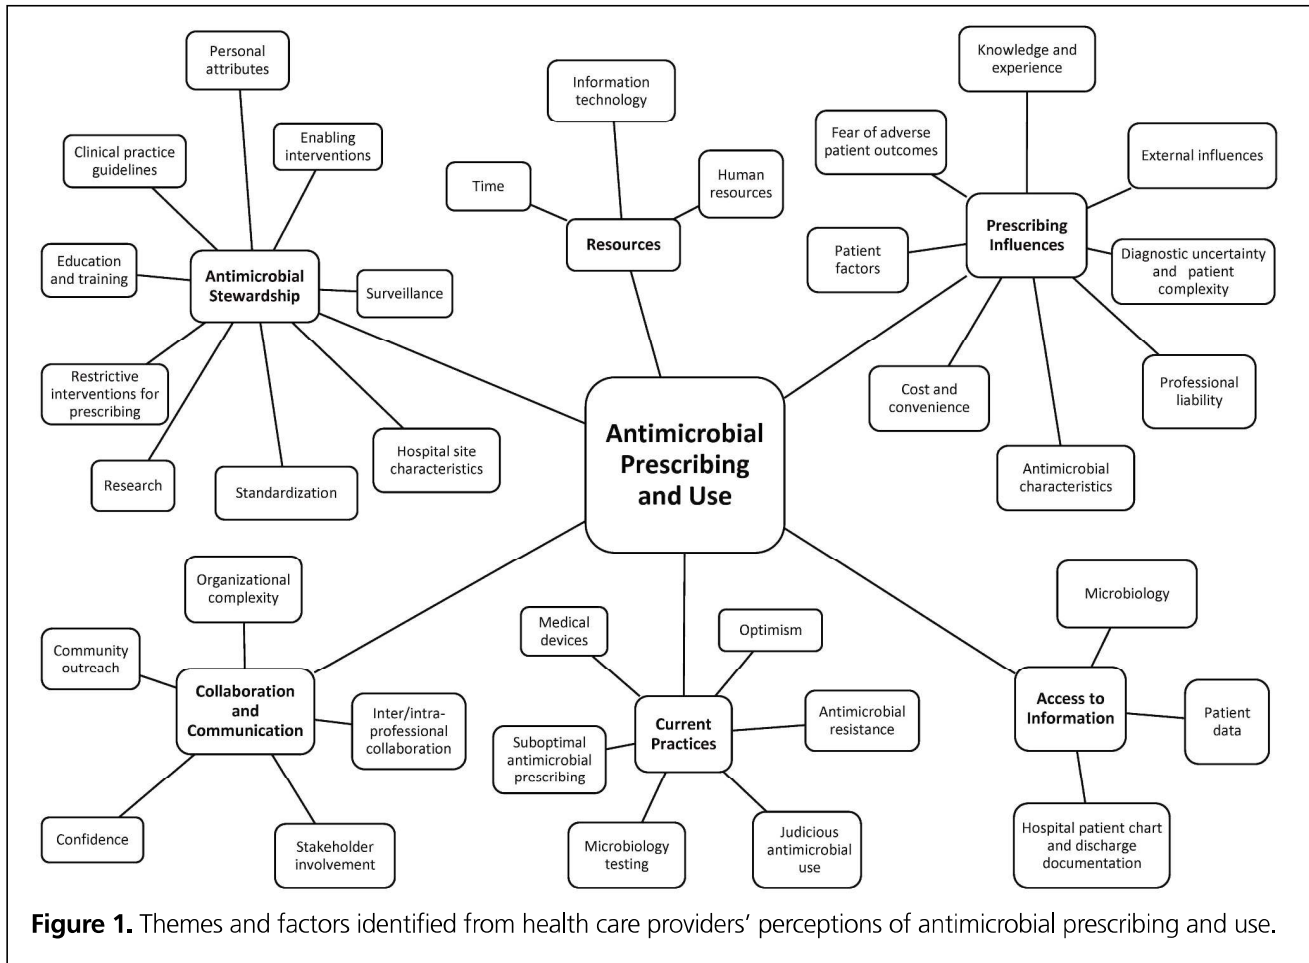 Personal
attributes
Clinical practice
guidelines
Enabling
interventions
Education
and training
Antimicrobial
Stewardship
Surveillance
Restrictive
interventions for
prescribing
Research
Standardization
Hospital site
characteristics
Information
technology
Time
Human
resources
Resources
Knowledge and
experience
Fear of adverse
patient outcomes
External influences
Prescribing
Influences
Patient
factors
Diagnostic uncertainty
and patient
complexity
Cost and
convenience
Professional
liability
Antimicrobial
characteristics
Antimicrobial
Prescribing
and Use
Organizational
complexity
Community
outreach
Collaboration
and
Communication
Inter/intra-
professional
collaboration
Confidence
Stakeholder
involvement
Medical
devices
Optimism
Current
Practices
Antimicrobial
resistance
Suboptimal
antimicrobial
prescribing
Microbiology
testing
Judicious
antimicrobial
use
Microbiology
Access to
Information
Patient
data
Hospital patient chart
and discharge
documentation
Figure 1. Themes and factors identified from health care providers’ perceptions of antimicrobial prescribing and use.